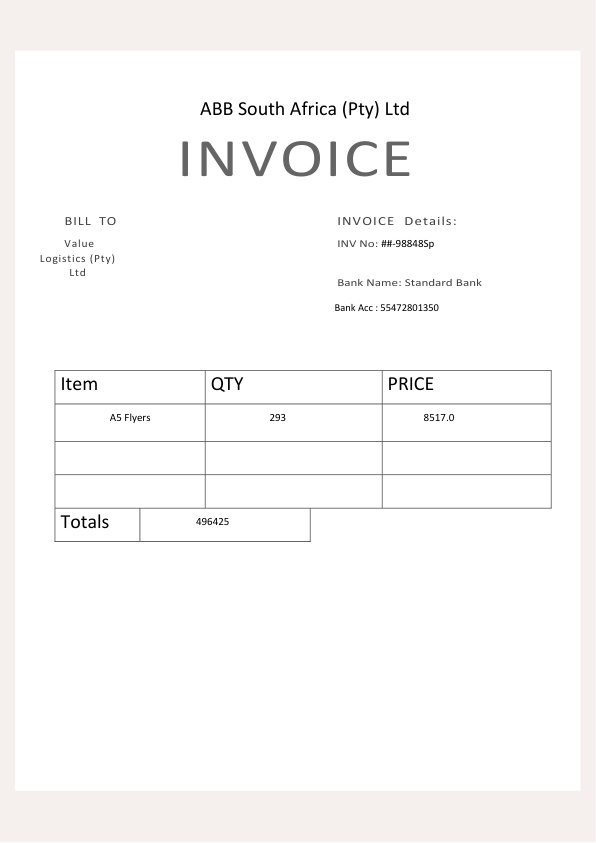 ABB South Africa (Pty) Ltd
INVOICE
BILL TO
Value
Logistics (Pty)
Ltd
INVOICE Details:
INV No: ##-988485p
Bank Name: Standard Bank
Bank Acc : 55472801350
Item QTY PRICE
A5 Flyers 293 8517.0
Totals 496425